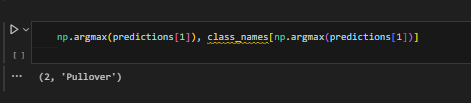 np.argmax(predictions[1]), class_names[np.argmax(predictions[1])]
[ ]
... (2, 'Pullover')